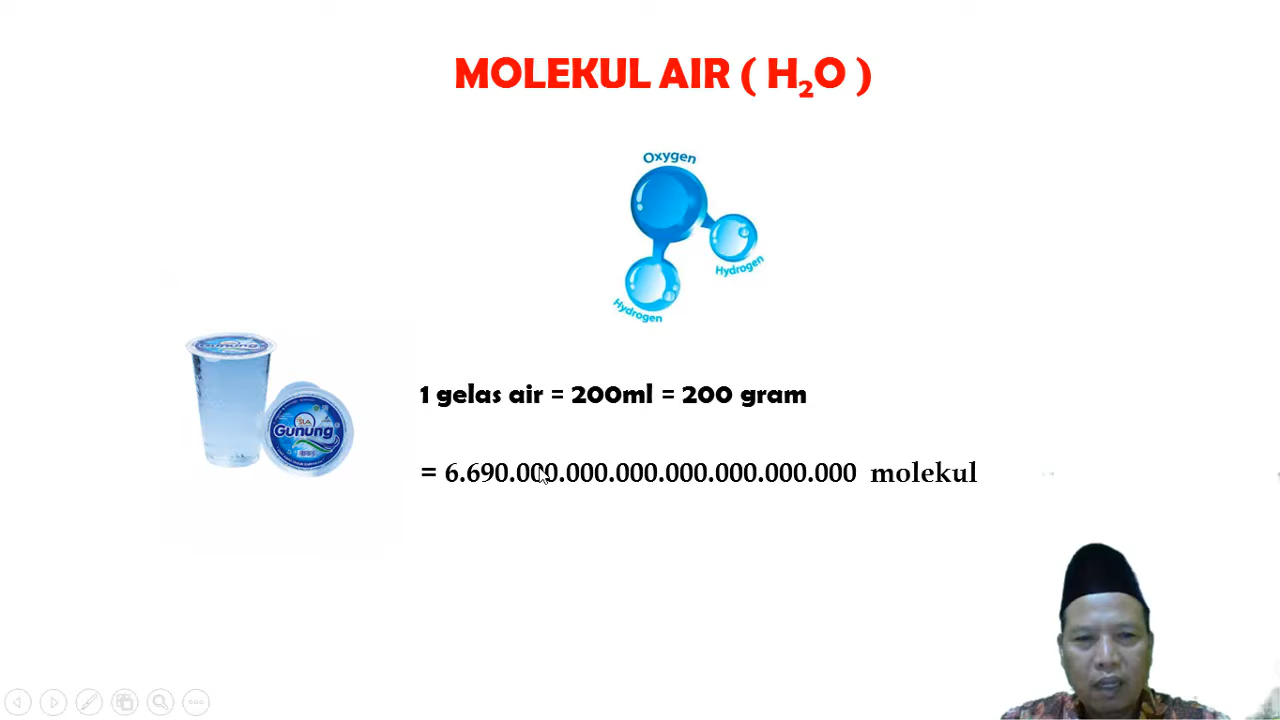 MOLEKUL AIR ( H₂O )
Oxygen
Hydrogen
Hydrogen
Gunung
Gunung
1 gelas air = 200ml = 200 gram
= 6.690.000.000.000.000.000.000.000 molekul